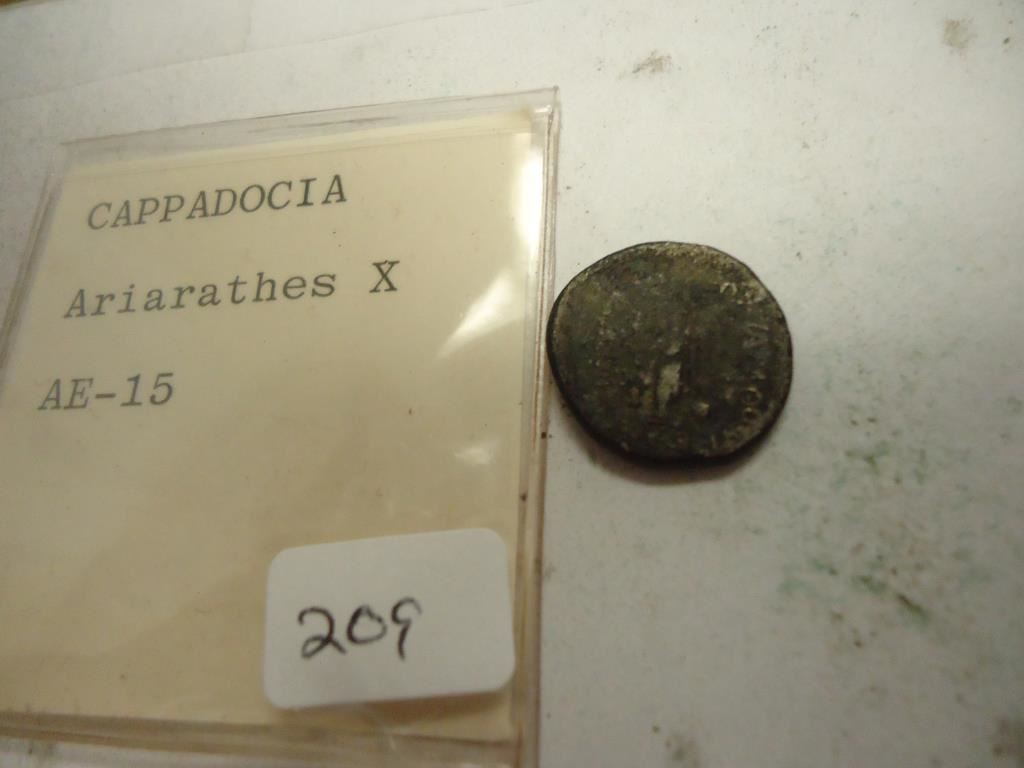 CAPPADOCIA
Ariarathes X
AE-15
209